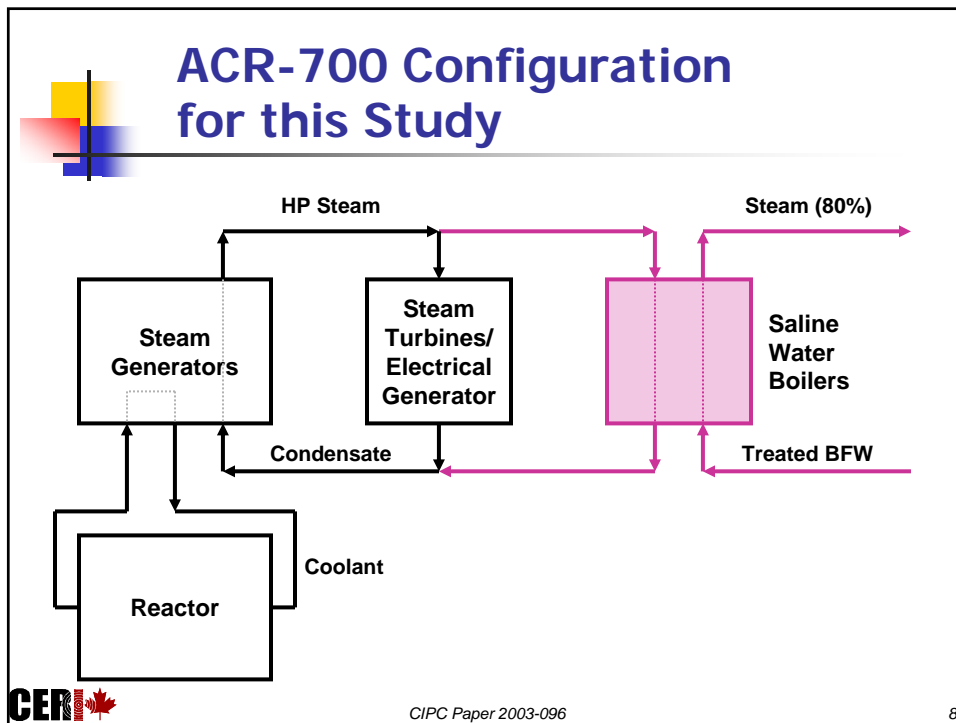 ACR-700 Configuration
for this Study
HP Steam
Steam (80%)
Steam
Generators
Steam
Turbines/
Electrical
Generator
Saline
Water
Boilers
Condensate
Treated BFW
Coolant
Reactor
CERI
CIPC Paper 2003-096
8